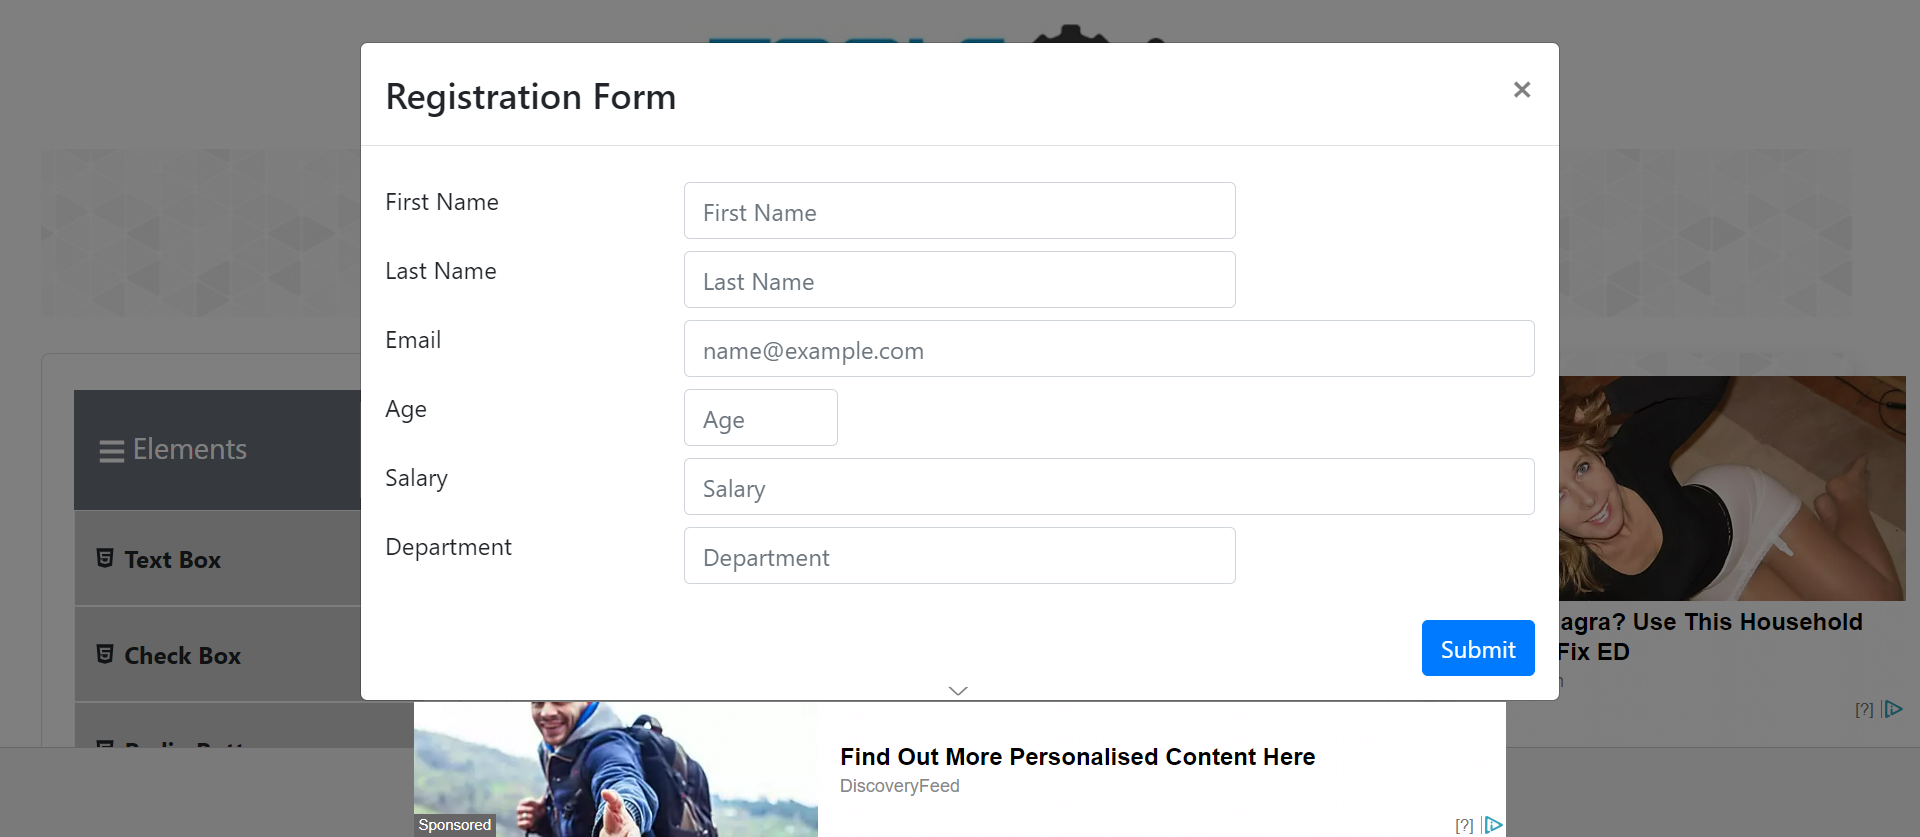 Registration Form
×
First Name
First Name
Last Name
Last Name
Email
name@example.com
Age
Age
Salary
Salary
Department
Department
Submit
Elements
Text Box
Check Box
agra? Use This Household
Fix ED
[?]
Find Out More Personalised Content Here
DiscoveryFeed
Sponsored
[?]